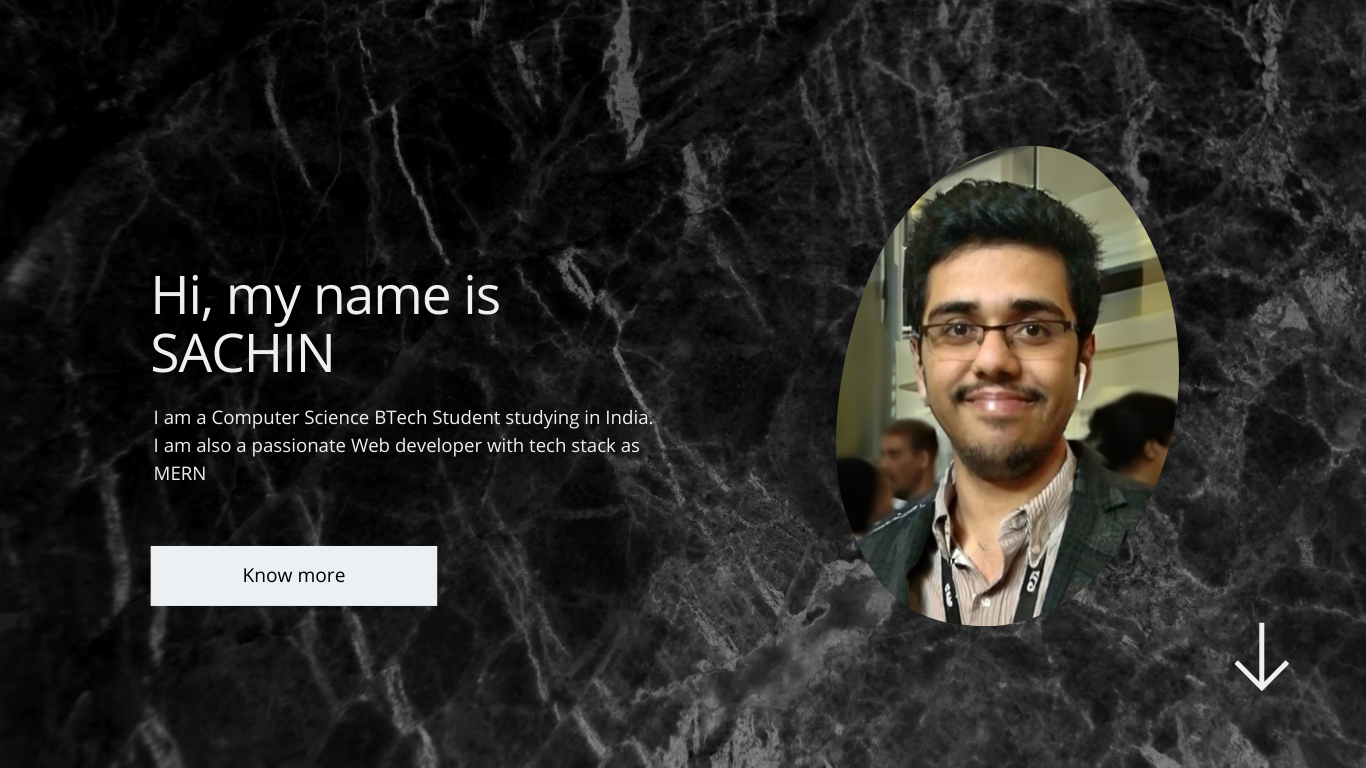 Hi, my name is
SACHIN
I am a Computer Science BTech Student studying in India.
I am also a passionate Web developer with tech stack as
MERN
Know more